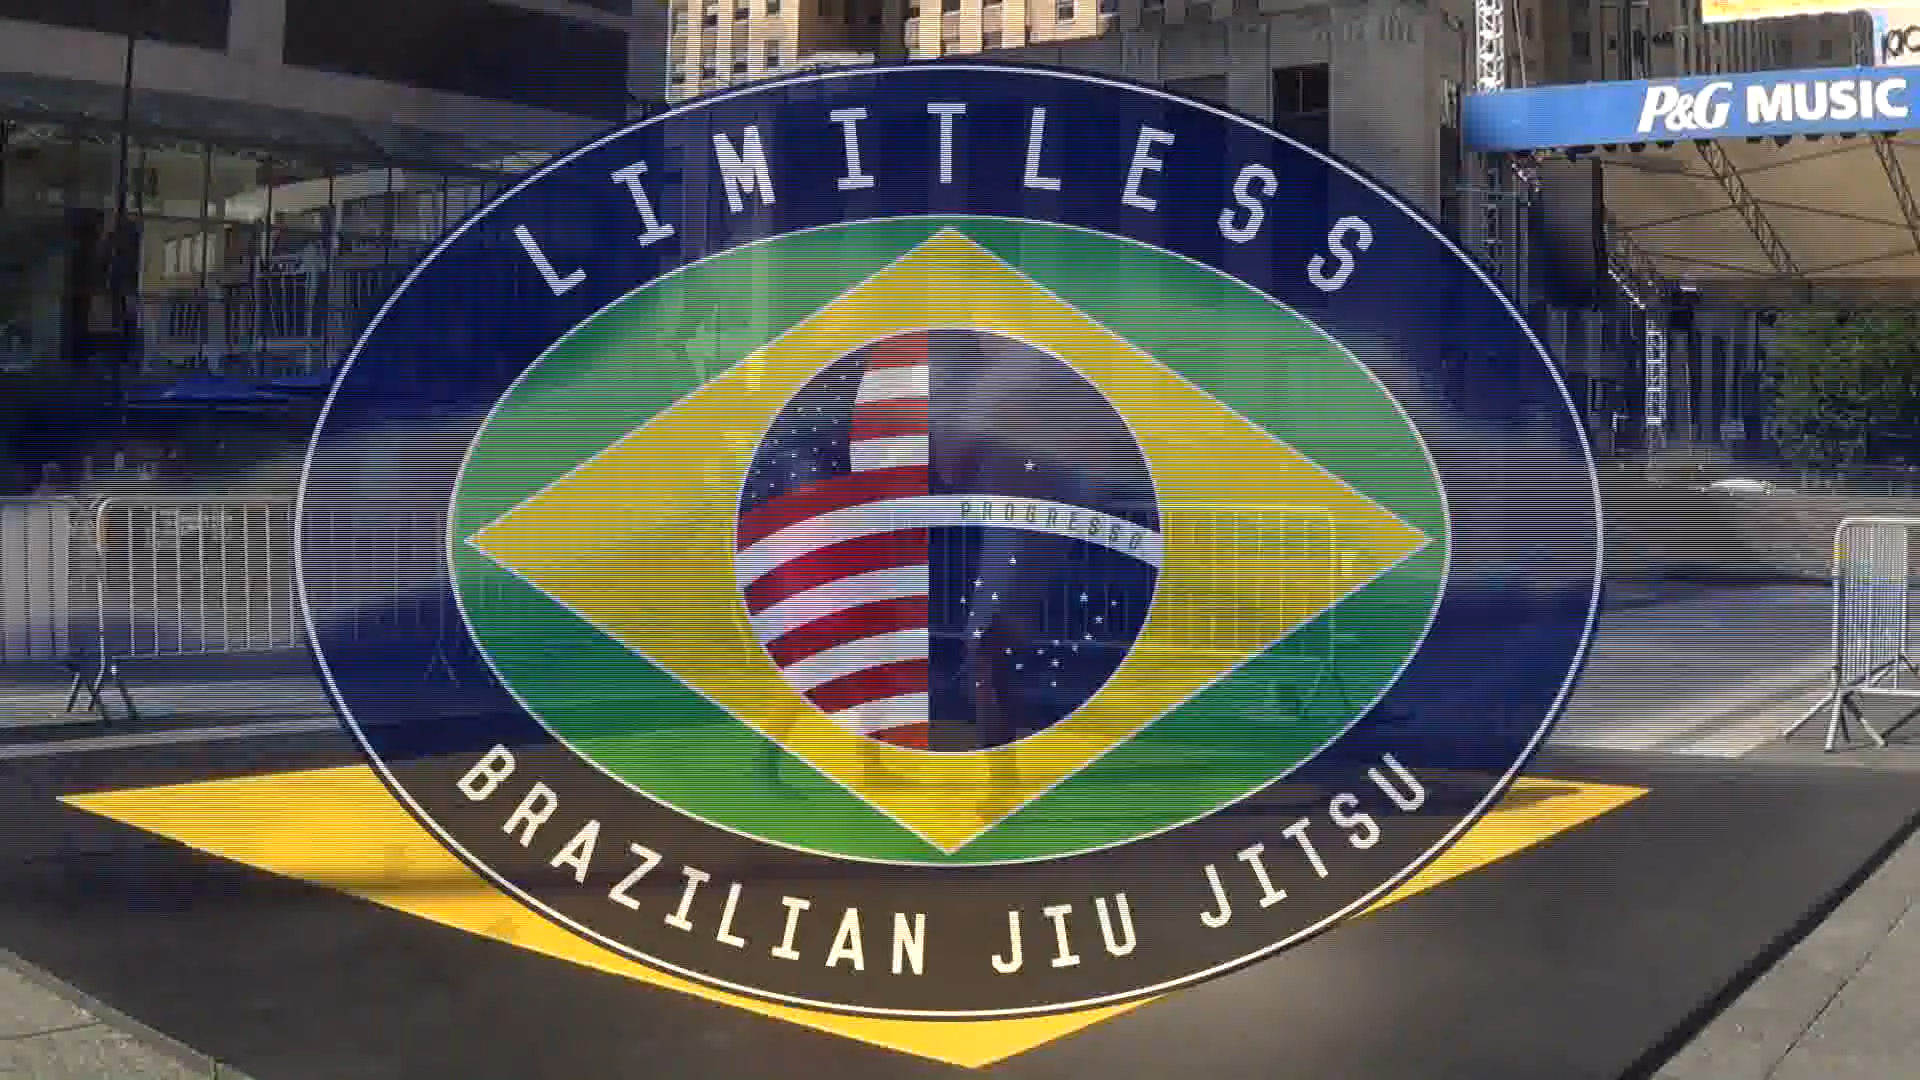 P&G MUSIC
LIMITLESS
PROGRESSO
BRAZILIAN JIU JITSU